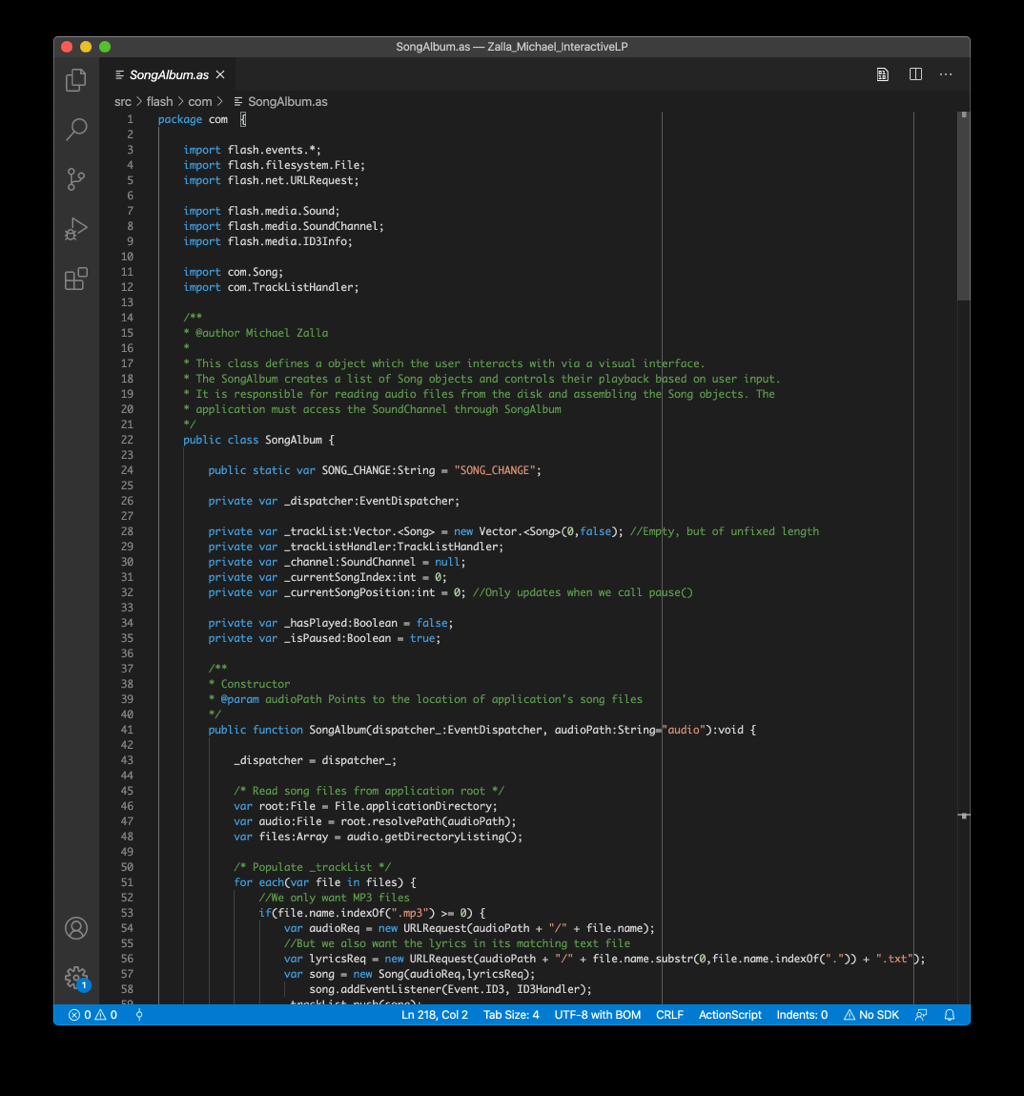 SongAlbum.as — Zalla_Michael_InteractiveLP
SongAlbum.as
src > flash > com > SongAlbum.as
1 package com {
2
3 import flash.events.*;
4 import flash.filesystem.File;
5 import flash.net.URLRequest;
6
7 import flash.media.Sound;
8 import flash.media.SoundChannel;
9 import flash.media.ID3Info;
10
11 import com.Song;
12 import com.TrackListHandler;
13
14 /**
15 * @author Michael Zalla
16 *
17 * This class defines a object which the user interacts with via a visual interface.
18 * The SongAlbum creates a list of Song objects and controls their playback based on user input.
19 * It is responsible for reading audio files from the disk and assembling the Song objects. The
20 * application must access the SoundChannel through SongAlbum
21 */
22 public class SongAlbum {
23
24 public static var SONG_CHANGE:String = "SONG_CHANGE";
25
26 private var _dispatcher:EventDispatcher;
27
28 private var _trackList:Vector.<Song> = new Vector.<Song>(0,false); //Empty, but of unfixed length
29 private var _trackListHandler:TrackListHandler;
30 private var _channel:SoundChannel = null;
31 private var _currentSongIndex:int = 0;
32 private var _currentSongPosition:int = 0; //Only updates when we call pause()
33
34 private var _hasPlayed:Boolean = false;
35 private var _isPaused:Boolean = true;
36
37 /**
38 * Constructor
39 * @param audioPath Points to the location of application's song files
40 */
41 public function SongAlbum(dispatcher_:EventDispatcher, audioPath:String="audio"):void {
42
43 _dispatcher = dispatcher_;
44
45 /* Read song files from application root */
46 var root:File = File.applicationDirectory;
47 var audio:File = root.resolvePath(audioPath);
48 var files:Array = audio.getDirectoryListing();
49
50 /* Populate _trackList */
51 for each(var file in files) {
52 //We only want MP3 files
53 if(file.name.indexOf(".mp3") >= 0) {
54 var audioReq = new URLRequest(audioPath + "/" + file.name);
55 //But we also want the lyrics in its matching text file
56 var lyricsReq = new URLRequest(audioPath + "/" + file.name.substr(0,file.name.indexOf(".")) + ".txt");
57 var song = new Song(audioReq,lyricsReq);
58 song.addEventListener(Event.ID3, ID3Handler);
59 _trackList.push(song);
1
0 0 Ln 218, Col 2 Tab Size: 4 UTF-8 with BOM CRLF ActionScript Indents: 0 No SDK